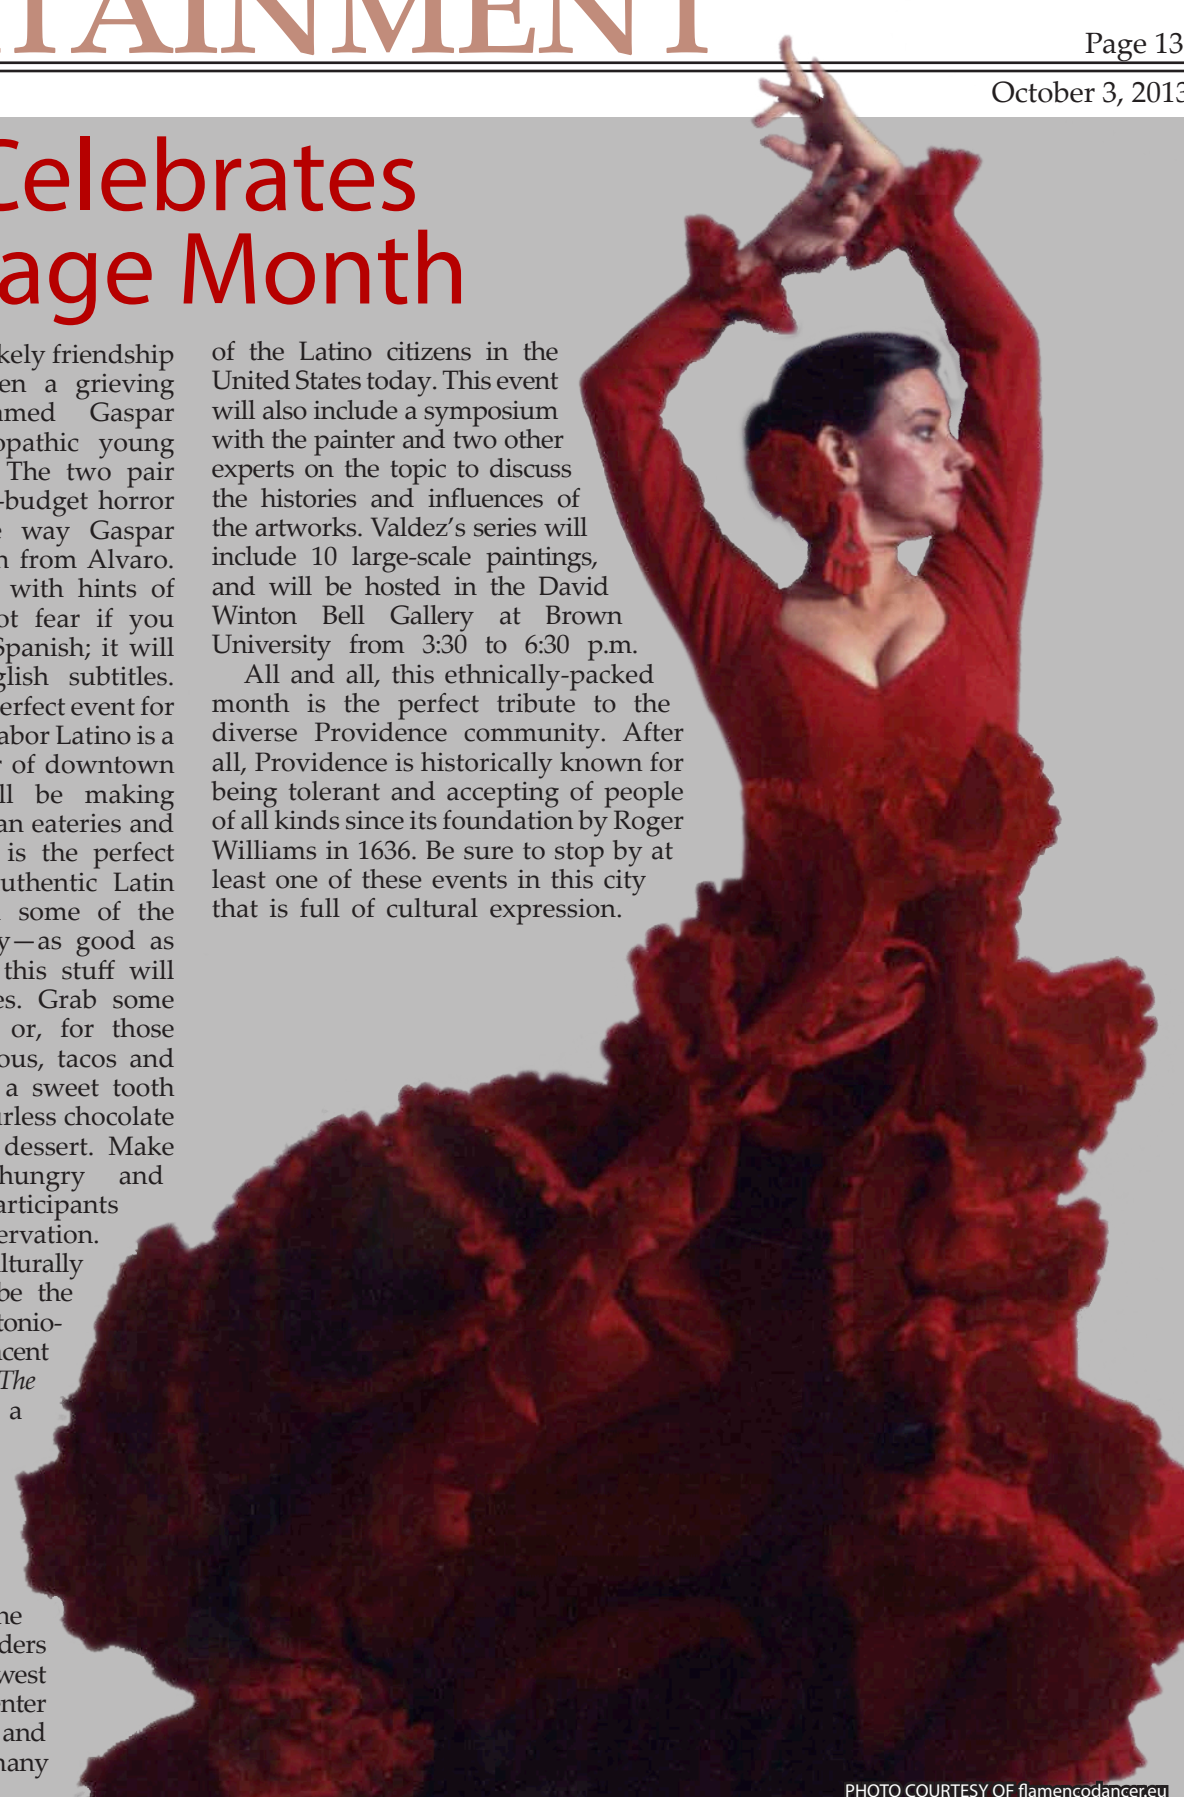 TAINMENT
Page 13
October 3, 2013
Celebrates
age Month
kely friendship
en a grieving
amed Gaspar
opathic young
The two pair
-budget horror
e way Gaspar
n from Alvaro.
with hints of
ot fear if you
Spanish; it will
glish subtitles.
erfect event for
abor Latino is a
r of downtown
ll be making
an eateries and
is the perfect
uthentic Latin
some of the
y—as good as
this stuff will
es. Grab some
or, for those
ous, tacos and
a sweet tooth
urless chocolate
dessert. Make
hungry and
articipants
ervation.
lturally
be the
tonio-
ncent
The
a
he
ders
west
enter
and
many
of the Latino citizens in the
United States today. This event
will also include a symposium
with the painter and two other
experts on the topic to discuss
the histories and influences of
the artworks. Valdez’s series will
include 10 large-scale paintings,
and will be hosted in the David
Winton Bell Gallery at Brown
University from 3:30 to 6:30 p.m.
All and all, this ethnically-packed
month is the perfect tribute to the
diverse Providence community. After
all, Providence is historically known for
being tolerant and accepting of people
of all kinds since its foundation by Roger
Williams in 1636. Be sure to stop by at
least one of these events in this city
that is full of cultural expression.
PHOTO COURTESY OF flamencodancer.eu